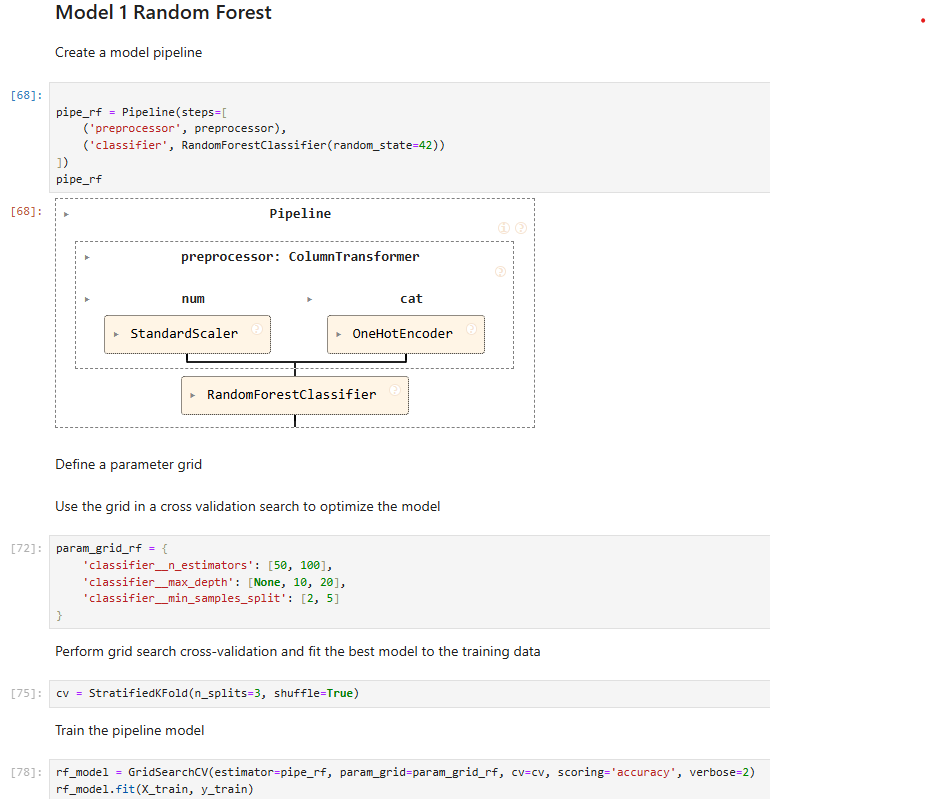 Model 1 Random Forest
Create a model pipeline
[68]:
pipe_rf = Pipeline(steps=[
    ('preprocessor', preprocessor),
    ('classifier', RandomForestClassifier(random_state=42))
])
pipe_rf
[68]:
▸ Pipeline
i ?
▸ preprocessor: ColumnTransformer
?
▸ num ▸ cat
▸ StandardScaler ? ▸ OneHotEncoder ?
▸ RandomForestClassifier ?
Define a parameter grid
Use the grid in a cross validation search to optimize the model
[72]:
param_grid_rf = {
    'classifier__n_estimators': [50, 100],
    'classifier__max_depth': [None, 10, 20],
    'classifier__min_samples_split': [2, 5]
}
Perform grid search cross-validation and fit the best model to the training data
[75]: cv = StratifiedKFold(n_splits=3, shuffle=True)
Train the pipeline model
[78]: rf_model = GridSearchCV(estimator=pipe_rf, param_grid=param_grid_rf, cv=cv, scoring='accuracy', verbose=2)
rf_model.fit(X_train, y_train)